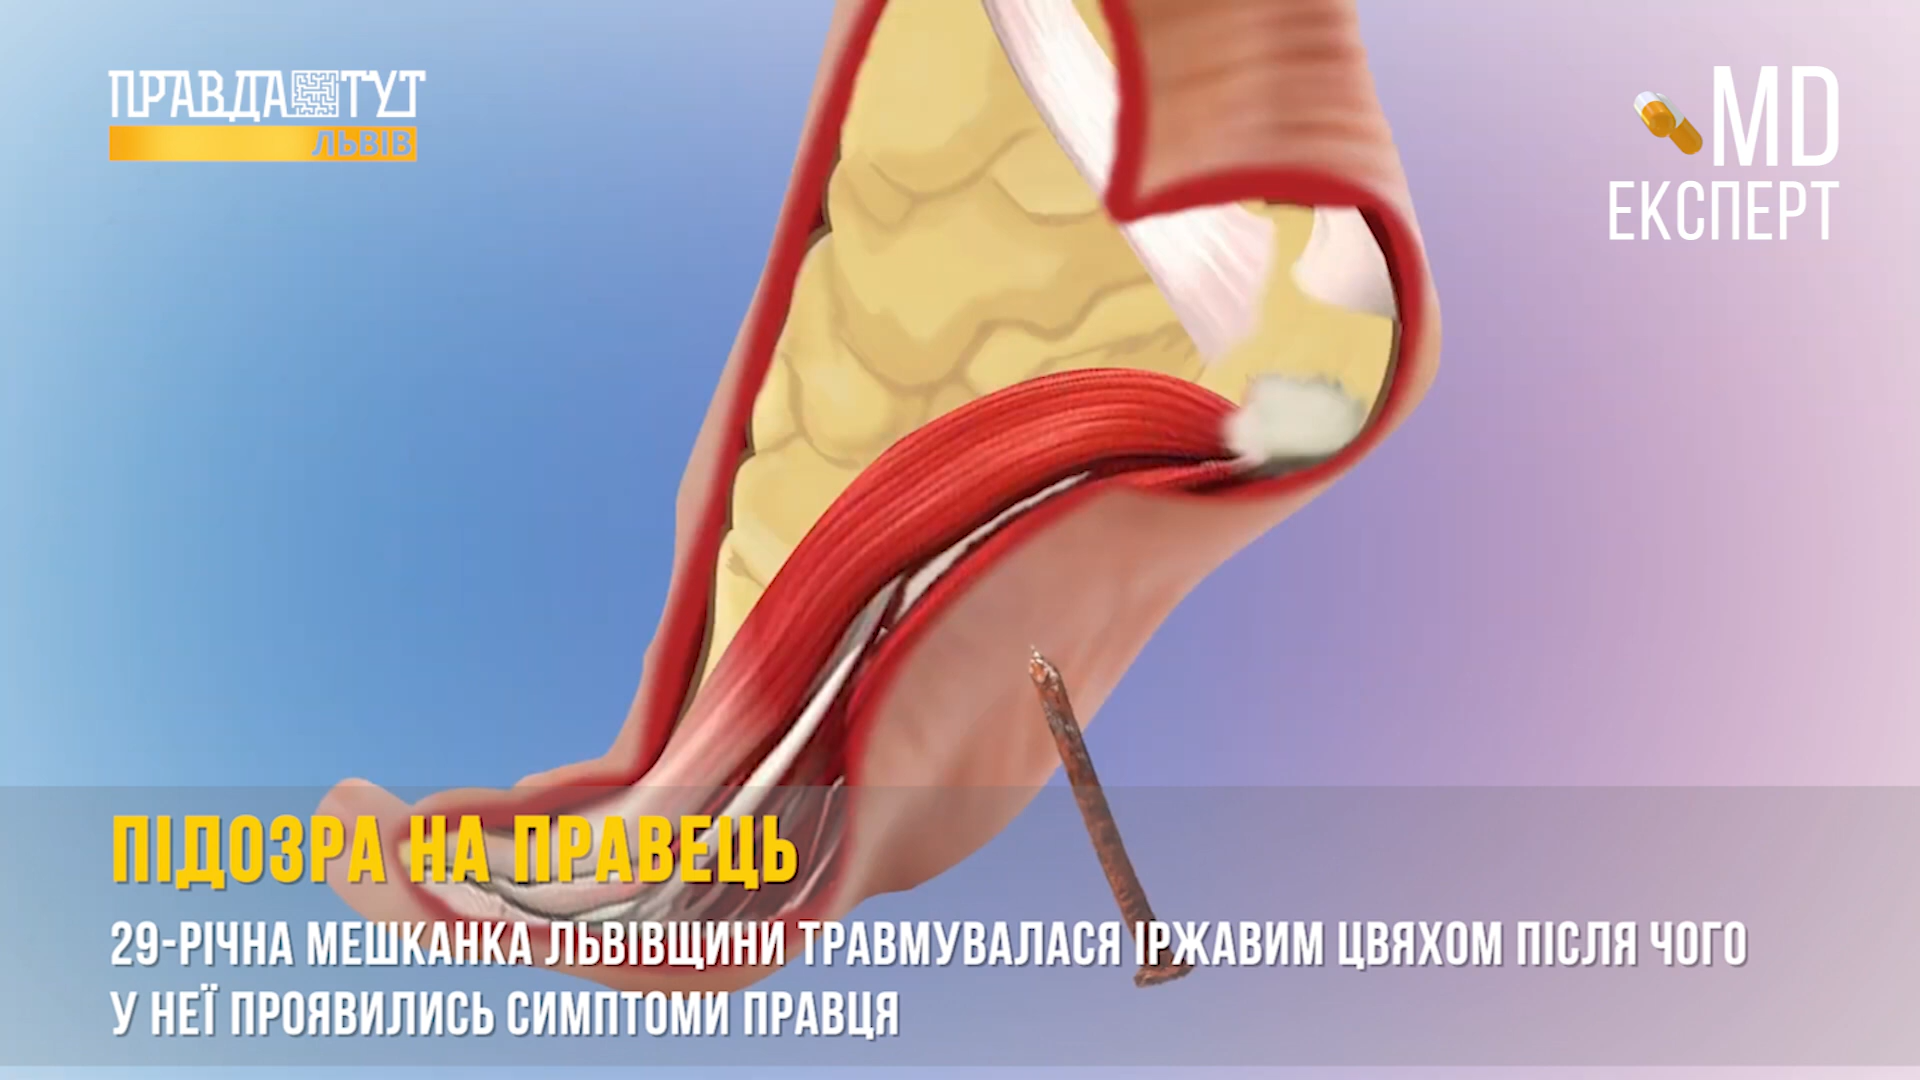 ПРАВДА ТУТ
ЛЬВІВ
MD
ЕКСПЕРТ
ПІДОЗРА НА ПРАВЕЦЬ
29-РІЧНА МЕШКАНКА ЛЬВІВЩИНИ ТРАВМУВАЛАСЯ ІРЖАВИМ ЦВЯХОМ ПІСЛЯ ЧОГО
У НЕЇ ПРОЯВИЛИСЬ СИМПТОМИ ПРАВЦЯ